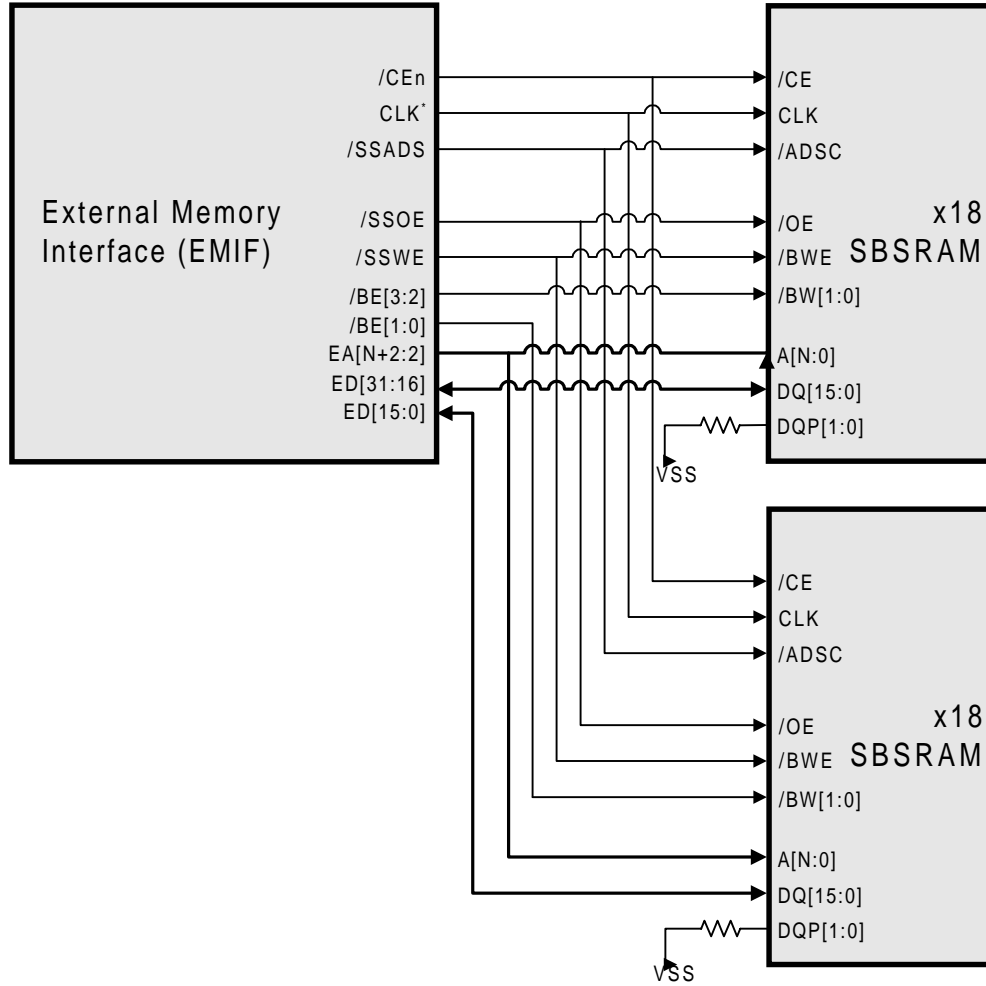 External Memory
Interface (EMIF)
/CEn
CLK*
/SSADS
/SSOE
/SSWE
/BE[3:2]
/BE[1:0]
EA[N+2:2]
ED[31:16]
ED[15:0]
/CE
CLK
/ADSC
/OE
/BWE
/BW[1:0]
A[N:0]
DQ[15:0]
DQP[1:0]
x18
SBSRAM
VSS
/CE
CLK
/ADSC
/OE
/BWE
/BW[1:0]
A[N:0]
DQ[15:0]
DQP[1:0]
x18
SBSRAM
VSS